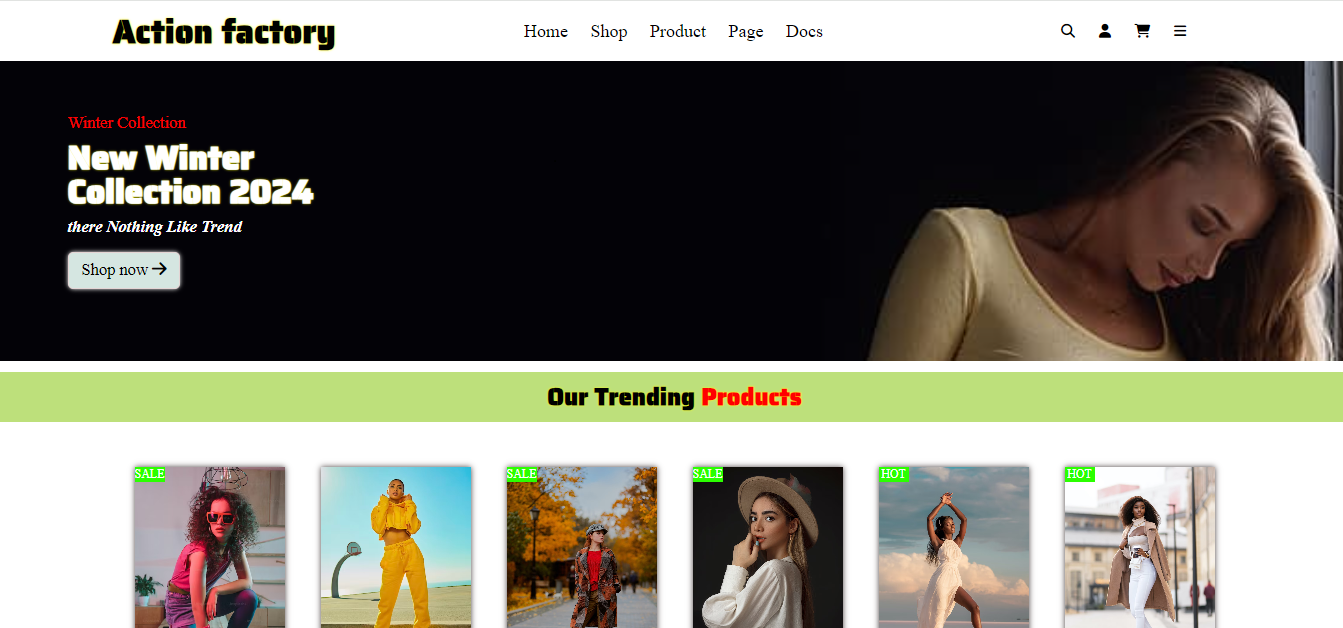 Action factory
Home Shop Product Page Docs
Winter Collection
New Winter
Collection 2024
there Nothing Like Trend
Shop now
Our Trending Products
SALE
SALE
SALE
HOT
HOT